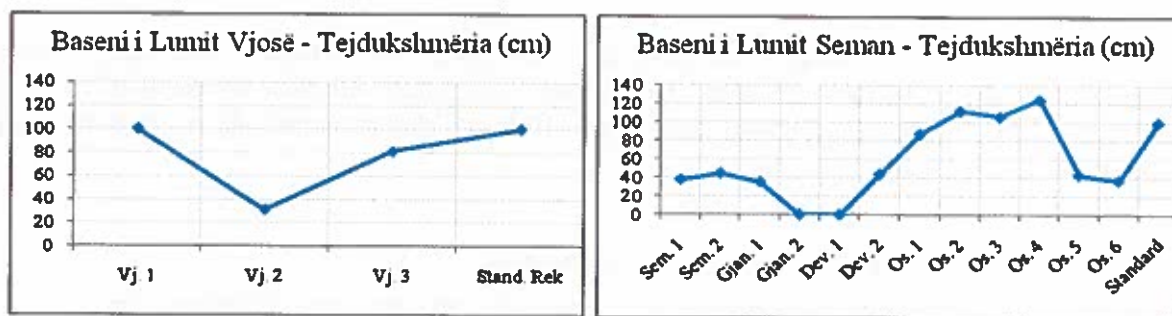 Baseni i Lumit Vjosë - Tejdukshmëria (cm)
140
120
100
80
60
40
20
0
Vj. 1
Vj. 2
Vj. 3
Stand. Rek
Baseni i Lumit Seman - Tejdukshmëria (cm)
140
120
100
80
60
40
20
0
Sem. 1
Sem. 2
Gjan. 1
Gjan. 2
Dev. 1
Dev. 2
Os. 1
Os. 2
Os. 3
Os. 4
Os. 5
Os. 6
Standard